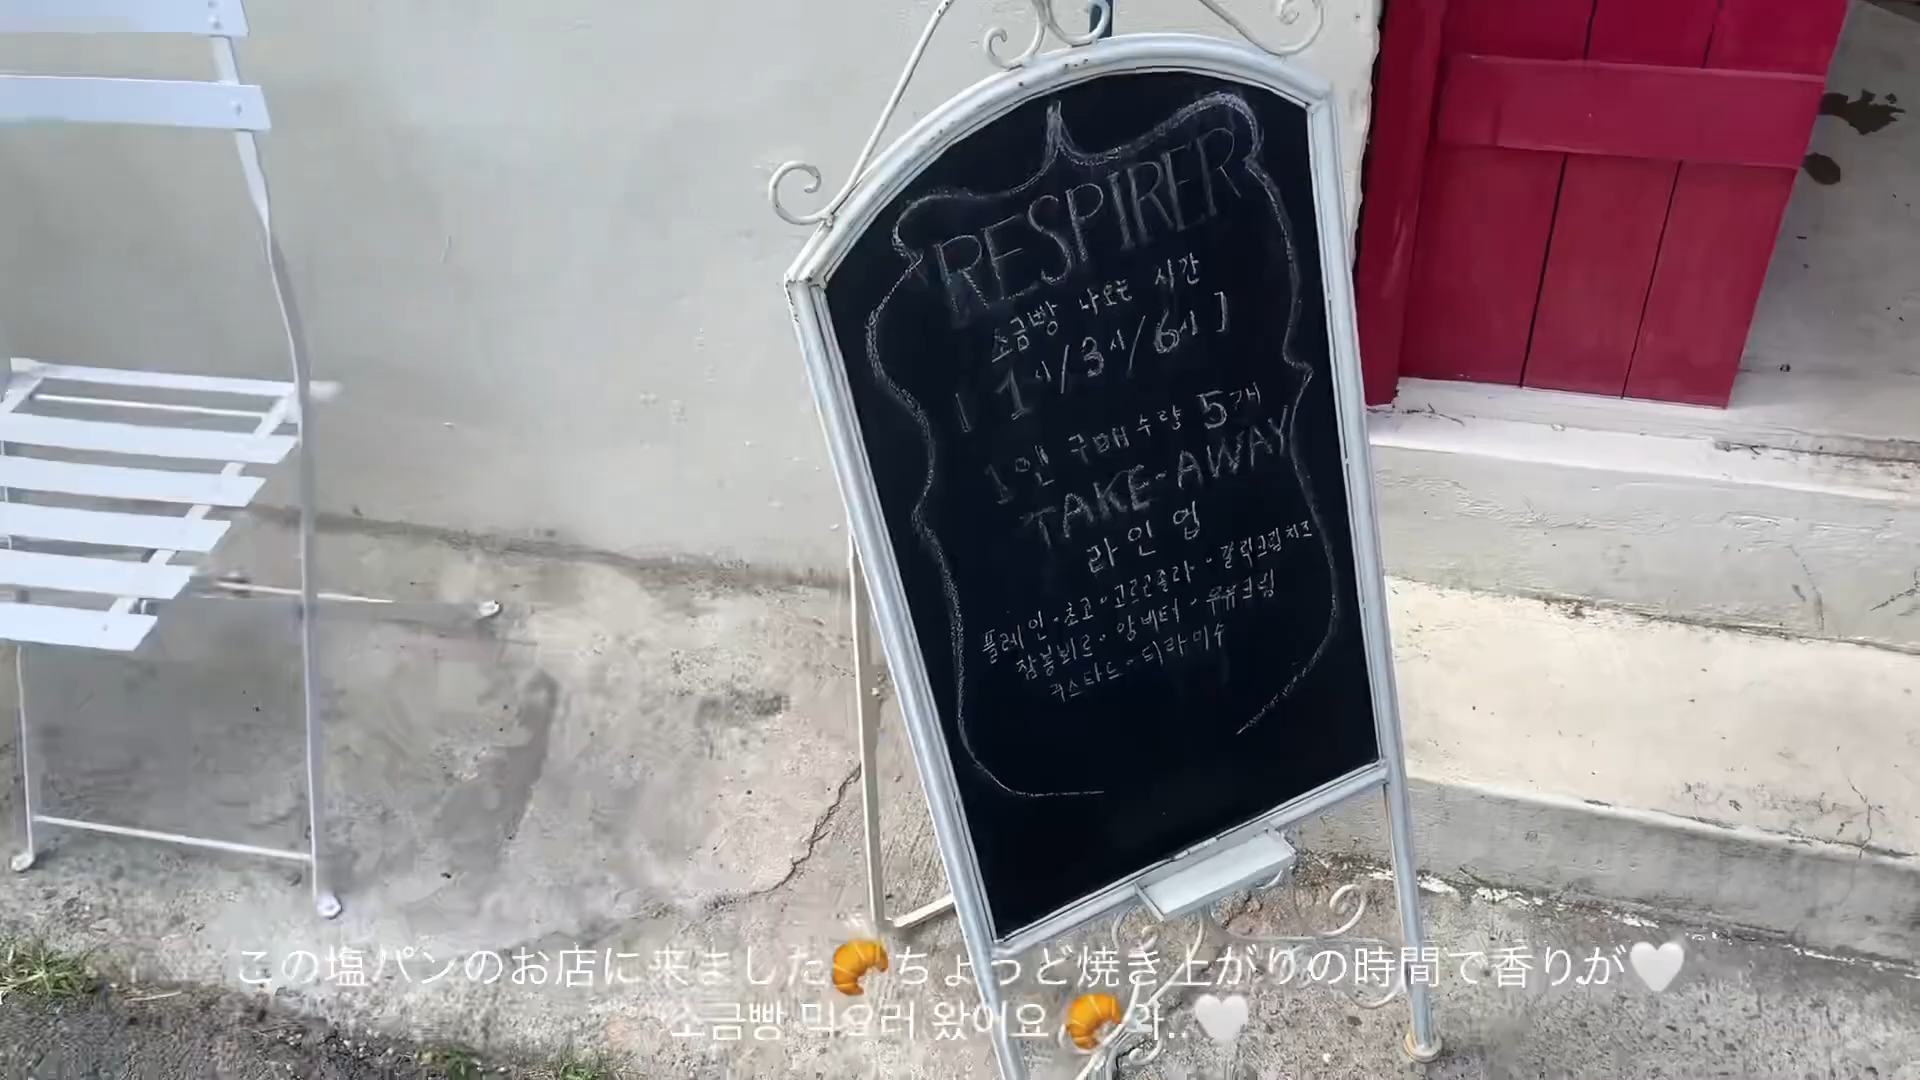 RESPIRER
소금빵 나오는 시간
[ 1시/3시/6시 ]
1인 구매 수량 5개
TAKE-AWAY
라인업
플레인·초코·고르곤졸라·갈릭크림치즈
잠봉뵈르·앙버터·우유크림
커스타드·티라미수
この塩パンのお店に来ました🥐ちょうど焼き上がりの時間で香りが🤍
소금빵 먹으러 왔어요 🥐 .. 🤍